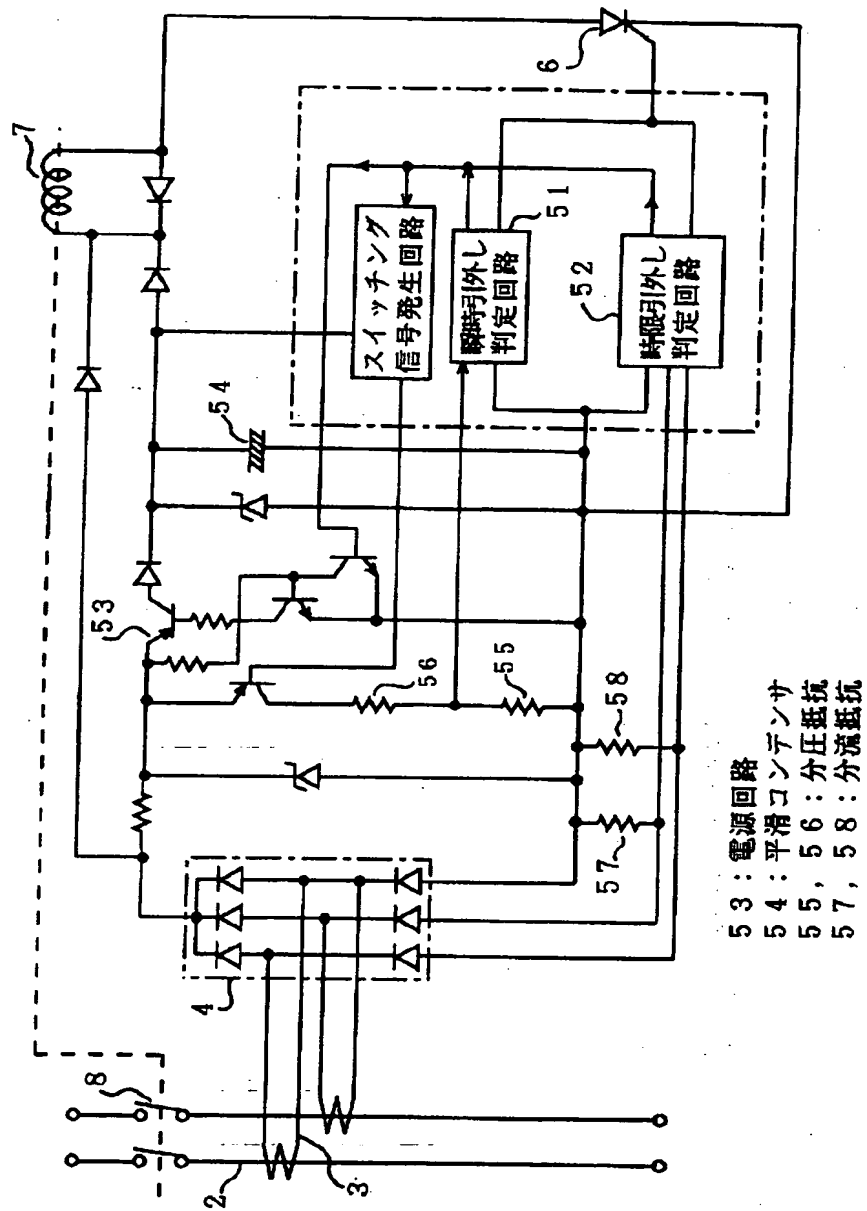 7
6
スイッチング
信号発生回路
瞬時引外し
判定回路
51
時限引外し
判定回路
52
54
53
56
55
58
57
4
8
2
3
53：電源回路
54：平滑コンデンサ
55，56：分圧抵抗
57，58：分流抵抗